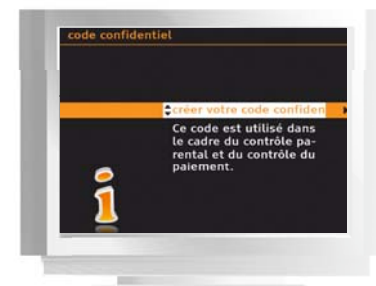 code confidentiel
créer votre code confiden
Ce code est utilisé dans
le cadre du contrôle pa-
rental et du contrôle du
paiement.
i